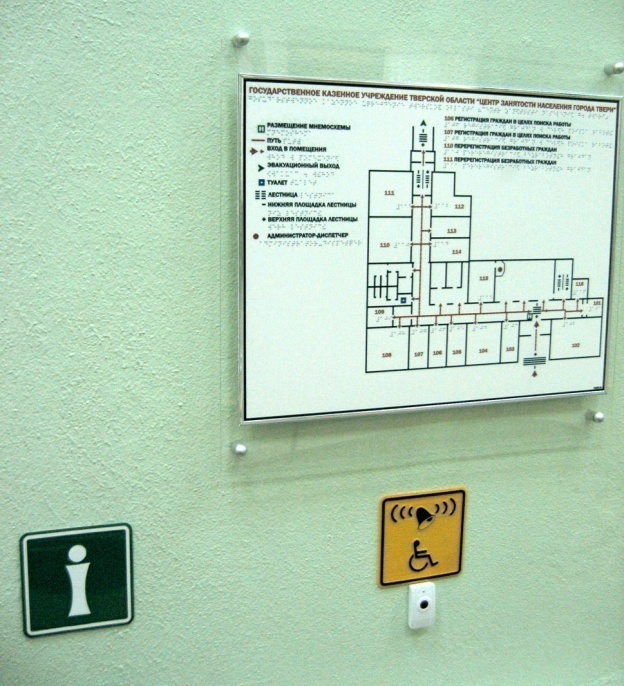 ГОСУДАРСТВЕННОЕ КАЗЕННОЕ УЧРЕЖДЕНИЕ ТВЕРСКОЙ ОБЛАСТИ "ЦЕНТР ЗАНЯТОСТИ НАСЕЛЕНИЯ ГОРОДА ТВЕРИ"
РАЗМЕЩЕНИЕ МНЕМОСХЕМЫ
ПУТЬ
ВХОД В ПОМЕЩЕНИЯ
ЭВАКУАЦИОННЫЙ ВЫХОД
ТУАЛЕТ
ЛЕСТНИЦА
НИЖНЯЯ ПЛОЩАДКА ЛЕСТНИЦЫ
ВЕРХНЯЯ ПЛОЩАДКА ЛЕСТНИЦЫ
АДМИНИСТРАТОР-ДИСПЕТЧЕР
106 РЕГИСТРАЦИЯ ГРАЖДАН В ЦЕЛЯХ ПОИСКА РАБОТЫ
107 РЕГИСТРАЦИЯ ГРАЖДАН В ЦЕЛЯХ ПОИСКА РАБОТЫ
110 ПЕРЕРЕГИСТРАЦИЯ БЕЗРАБОТНЫХ ГРАЖДАН
111 ПЕРЕРЕГИСТРАЦИЯ БЕЗРАБОТНЫХ ГРАЖДАН
111
112
113
110
114
115
116
101
109
108
107
106
105
104
103
102
i